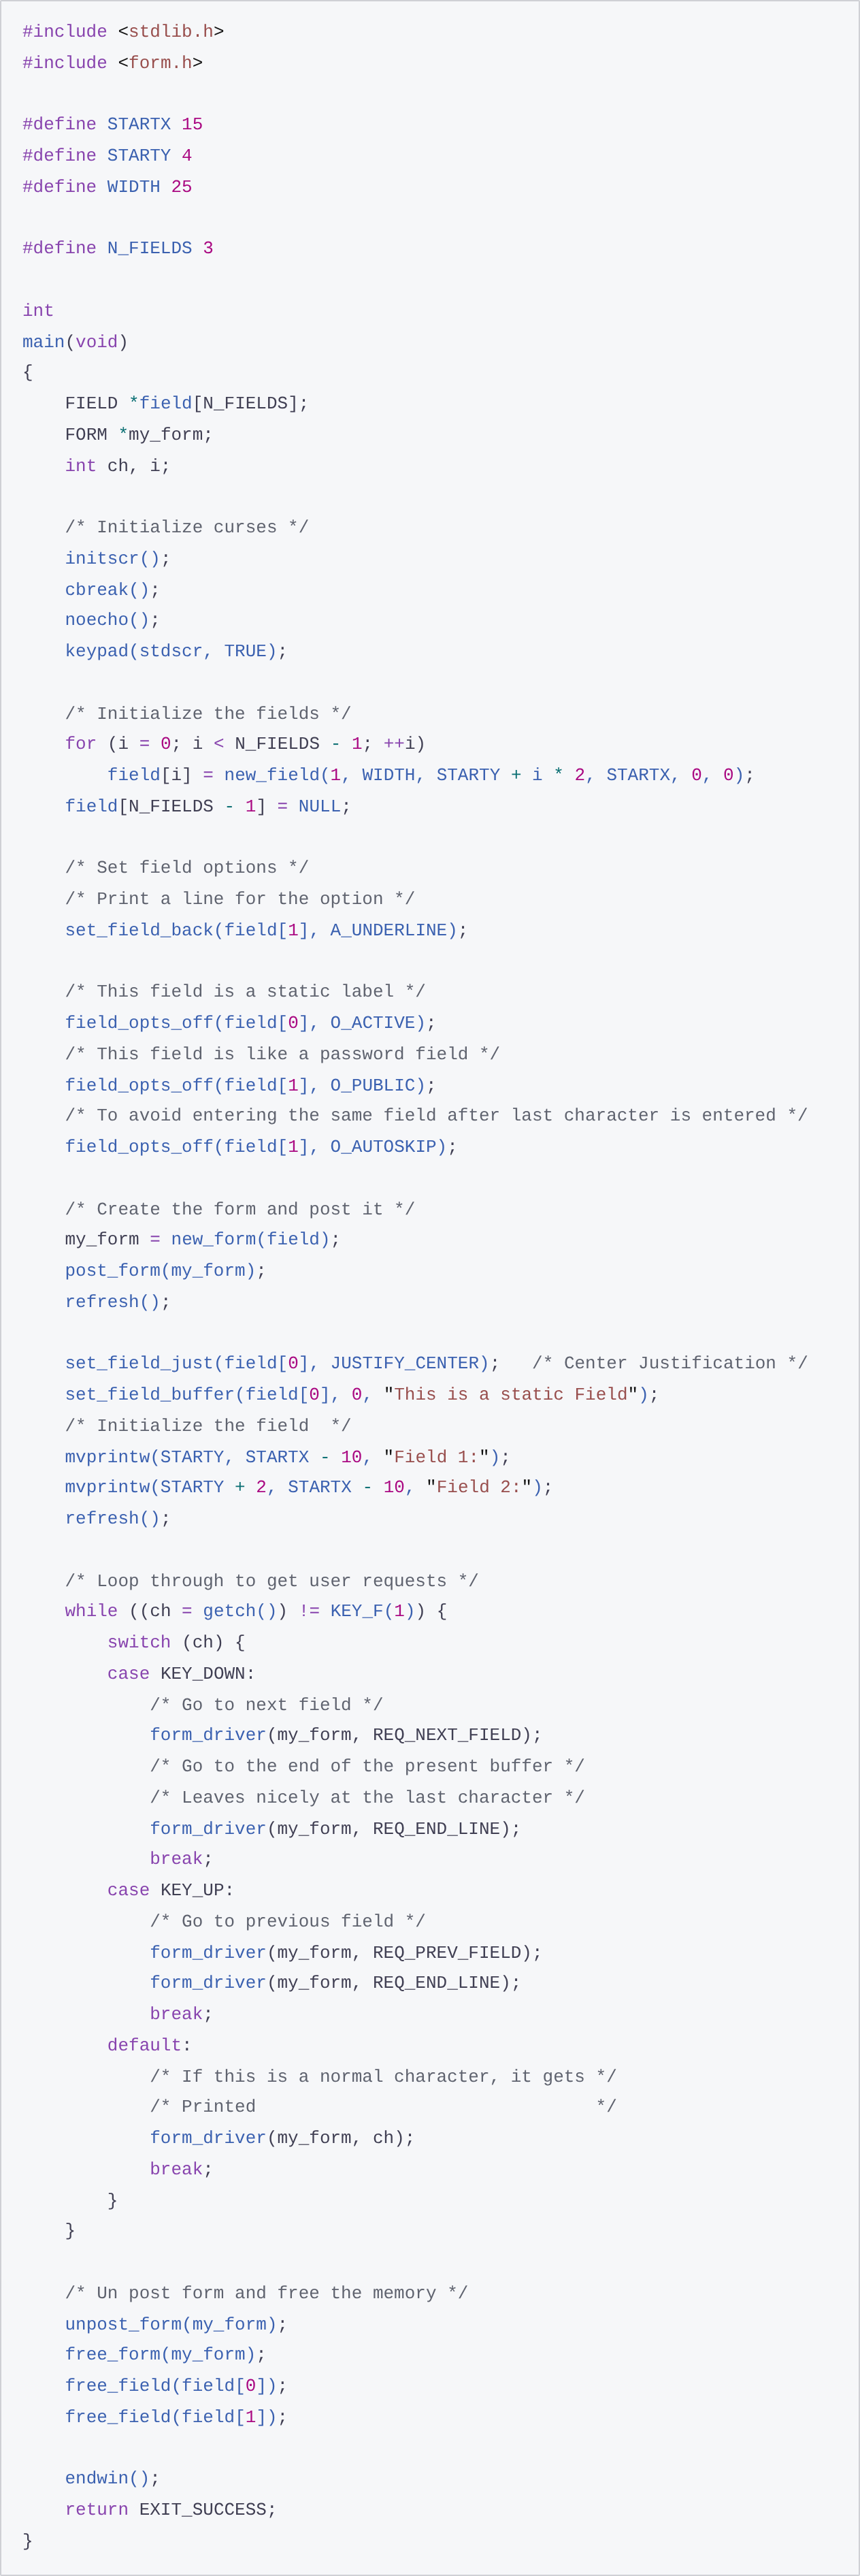 #include <stdlib.h>
#include <form.h>

#define STARTX 15
#define STARTY 4
#define WIDTH 25

#define N_FIELDS 3

int
main(void)
{
    FIELD *field[N_FIELDS];
    FORM *my_form;
    int ch, i;

    /* Initialize curses */
    initscr();
    cbreak();
    noecho();
    keypad(stdscr, TRUE);

    /* Initialize the fields */
    for (i = 0; i < N_FIELDS - 1; ++i)
        field[i] = new_field(1, WIDTH, STARTY + i * 2, STARTX, 0, 0);
    field[N_FIELDS - 1] = NULL;

    /* Set field options */
    /* Print a line for the option */
    set_field_back(field[1], A_UNDERLINE);

    /* This field is a static label */
    field_opts_off(field[0], O_ACTIVE);
    /* This field is like a password field */
    field_opts_off(field[1], O_PUBLIC);
    /* To avoid entering the same field after last character is entered */
    field_opts_off(field[1], O_AUTOSKIP);

    /* Create the form and post it */
    my_form = new_form(field);
    post_form(my_form);
    refresh();

    set_field_just(field[0], JUSTIFY_CENTER);   /* Center Justification */
    set_field_buffer(field[0], 0, "This is a static Field");
    /* Initialize the field  */
    mvprintw(STARTY, STARTX - 10, "Field 1:");
    mvprintw(STARTY + 2, STARTX - 10, "Field 2:");
    refresh();

    /* Loop through to get user requests */
    while ((ch = getch()) != KEY_F(1)) {
        switch (ch) {
        case KEY_DOWN:
            /* Go to next field */
            form_driver(my_form, REQ_NEXT_FIELD);
            /* Go to the end of the present buffer */
            /* Leaves nicely at the last character */
            form_driver(my_form, REQ_END_LINE);
            break;
        case KEY_UP:
            /* Go to previous field */
            form_driver(my_form, REQ_PREV_FIELD);
            form_driver(my_form, REQ_END_LINE);
            break;
        default:
            /* If this is a normal character, it gets */
            /* Printed                                */
            form_driver(my_form, ch);
            break;
        }
    }

    /* Un post form and free the memory */
    unpost_form(my_form);
    free_form(my_form);
    free_field(field[0]);
    free_field(field[1]);

    endwin();
    return EXIT_SUCCESS;
}